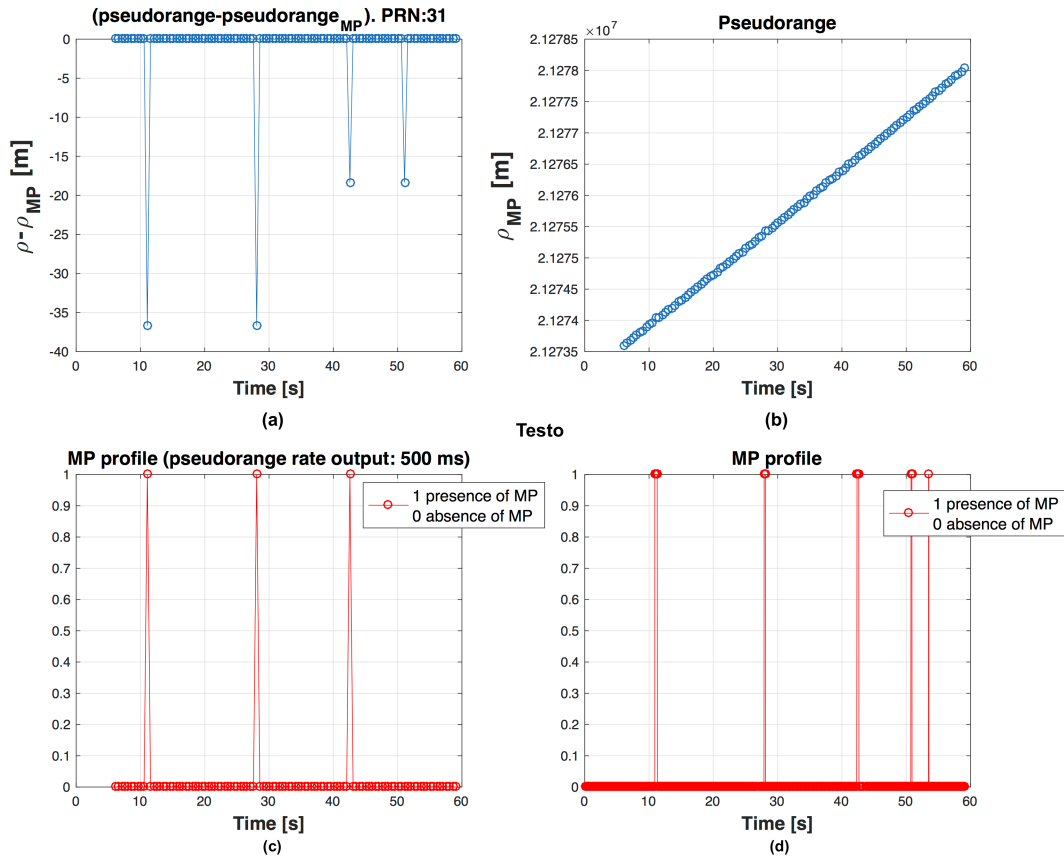 (pseudorange-pseudorange_MP). PRN:31
0
-5
-10
-15
-20
-25
-30
-35
-40
ρ- ρ_MP [m]
0 10 20 30 40 50 60
Time [s]
(a)
Pseudorange
×10^7
2.12785
2.1278
2.12775
2.1277
2.12765
2.1276
2.12755
2.1275
2.12745
2.1274
2.12735
ρ_MP [m]
0 10 20 30 40 50 60
Time [s]
(b)
Testo
MP profile (pseudorange rate output: 500 ms)
1
0.9
0.8
0.7
0.6
0.5
0.4
0.3
0.2
0.1
0
1 presence of MP
0 absence of MP
0 10 20 30 40 50 60
Time [s]
(c)
MP profile
1
0.9
0.8
0.7
0.6
0.5
0.4
0.3
0.2
0.1
0
1 presence of MP
0 absence of MP
0 10 20 30 40 50 60
Time [s]
(d)